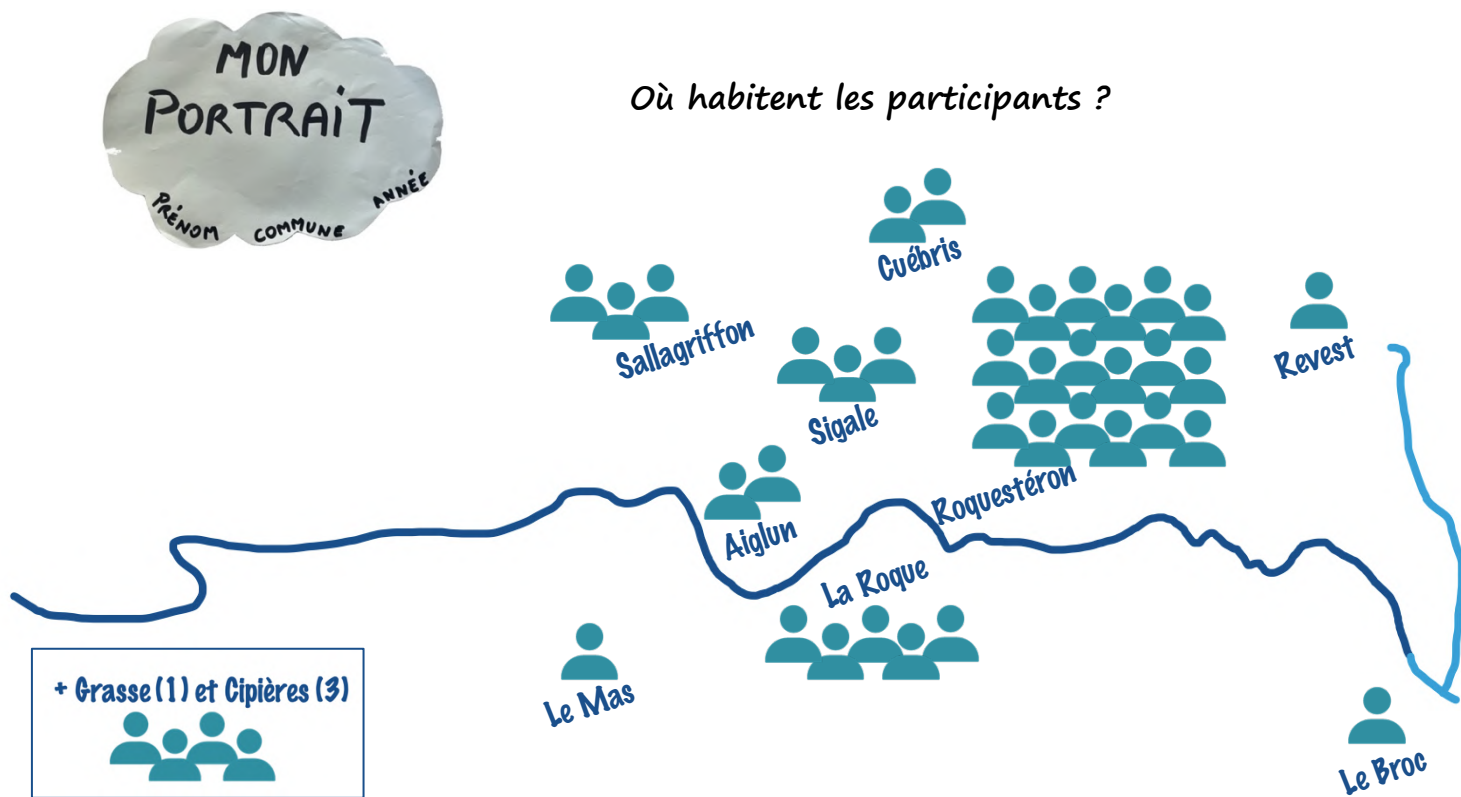 MON
PORTRAIT
PRÉNOM COMMUNE ANNÉE
Où habitent les participants ?
Cuébris
Sallagriffon
Revest
Sigale
Roquestéron
Aiglun
La Roque
Le Mas
+ Grasse (1) et Cipières (3)
Le Broc